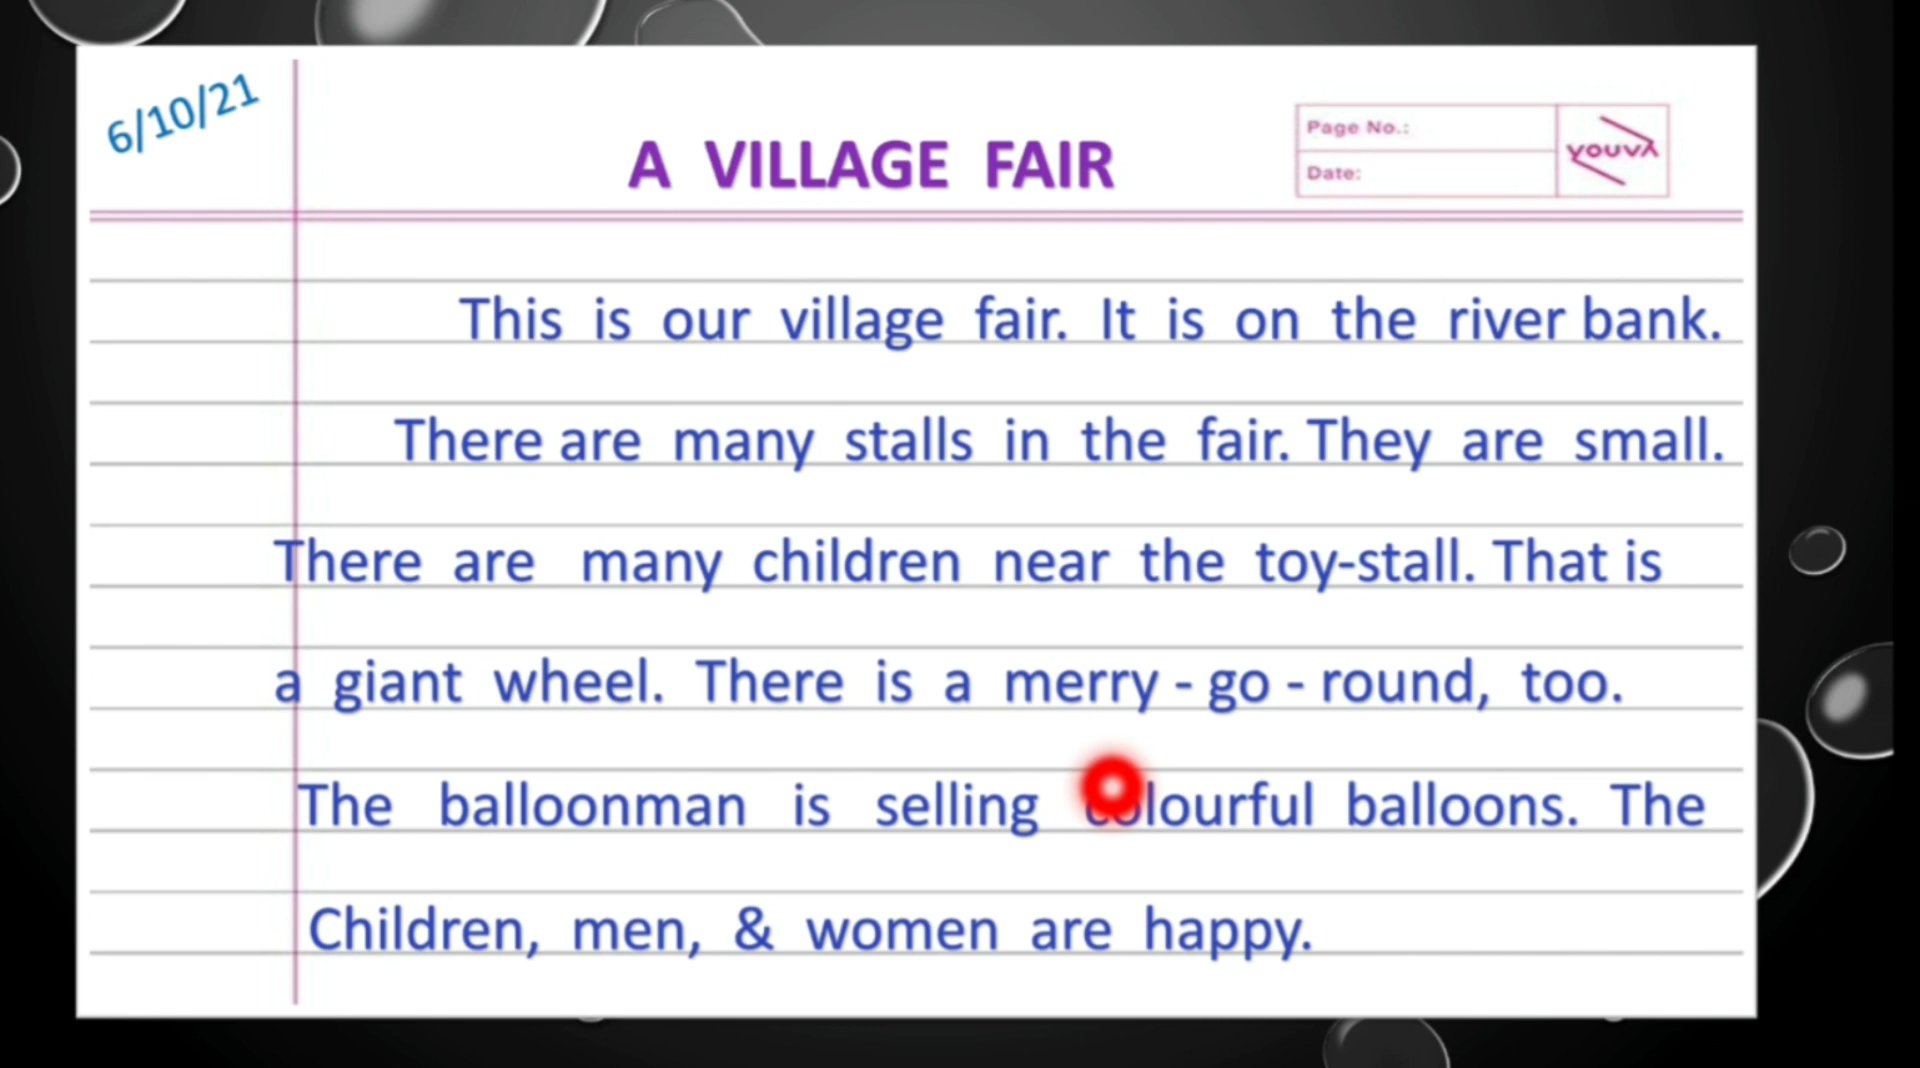 6/10/21
A VILLAGE FAIR
Page No.:
Date:
youva
This is our village fair. It is on the river bank.
There are many stalls in the fair. They are small.
There are many children near the toy-stall. That is
a giant wheel. There is a merry - go - round, too.
The balloonman is selling colourful balloons. The
Children, men, & women are happy.